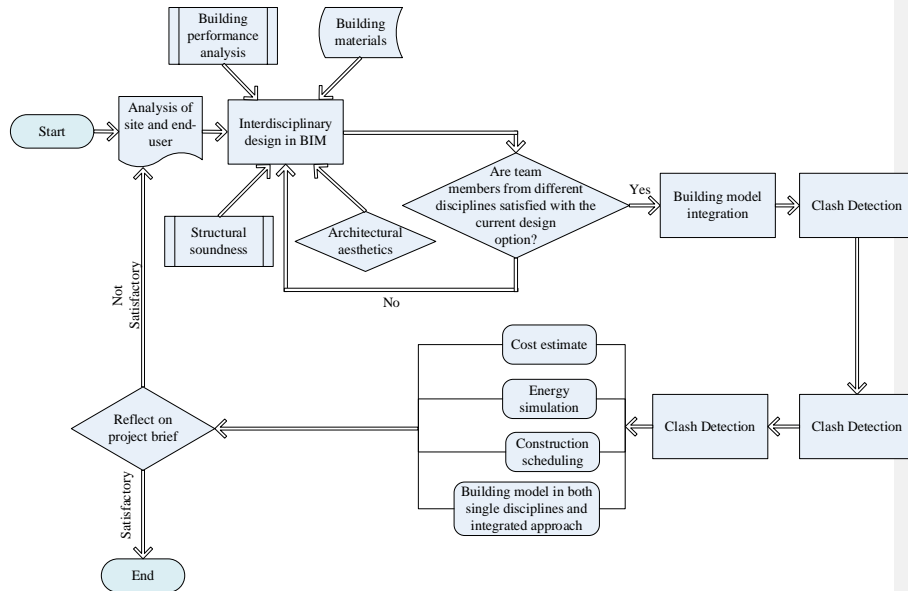 Building
performance
analysis
Building
materials
Start
Analysis of
site and end-
user
Interdisciplinary
design in BIM
Structural
soundness
Architectural
aesthetics
Are team
members from different
disciplines satisfied with the
current design
option?
Yes
No
Building model
integration
Clash Detection
Clash Detection
Clash Detection
Cost estimate
Energy
simulation
Construction
scheduling
Building model in both
single disciplines and
integrated approach
Reflect on
project brief
Not
Satisfactory
Satisfactory
End